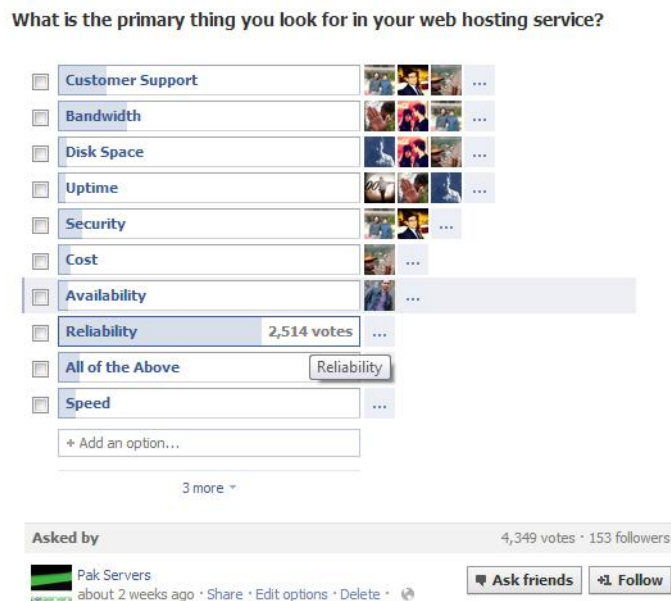 What is the primary thing you look for in your web hosting service?
Customer Support
...
Bandwidth
...
Disk Space
...
Uptime
...
Security
...
Cost
...
Availability
...
Reliability 2,514 votes ...
All of the Above
Reliability
Speed
...
+ Add an option...
3 more
Asked by 4,349 votes · 153 followers
Pak Servers
about 2 weeks ago · Share · Edit options · Delete ·
Ask friends +1 Follow